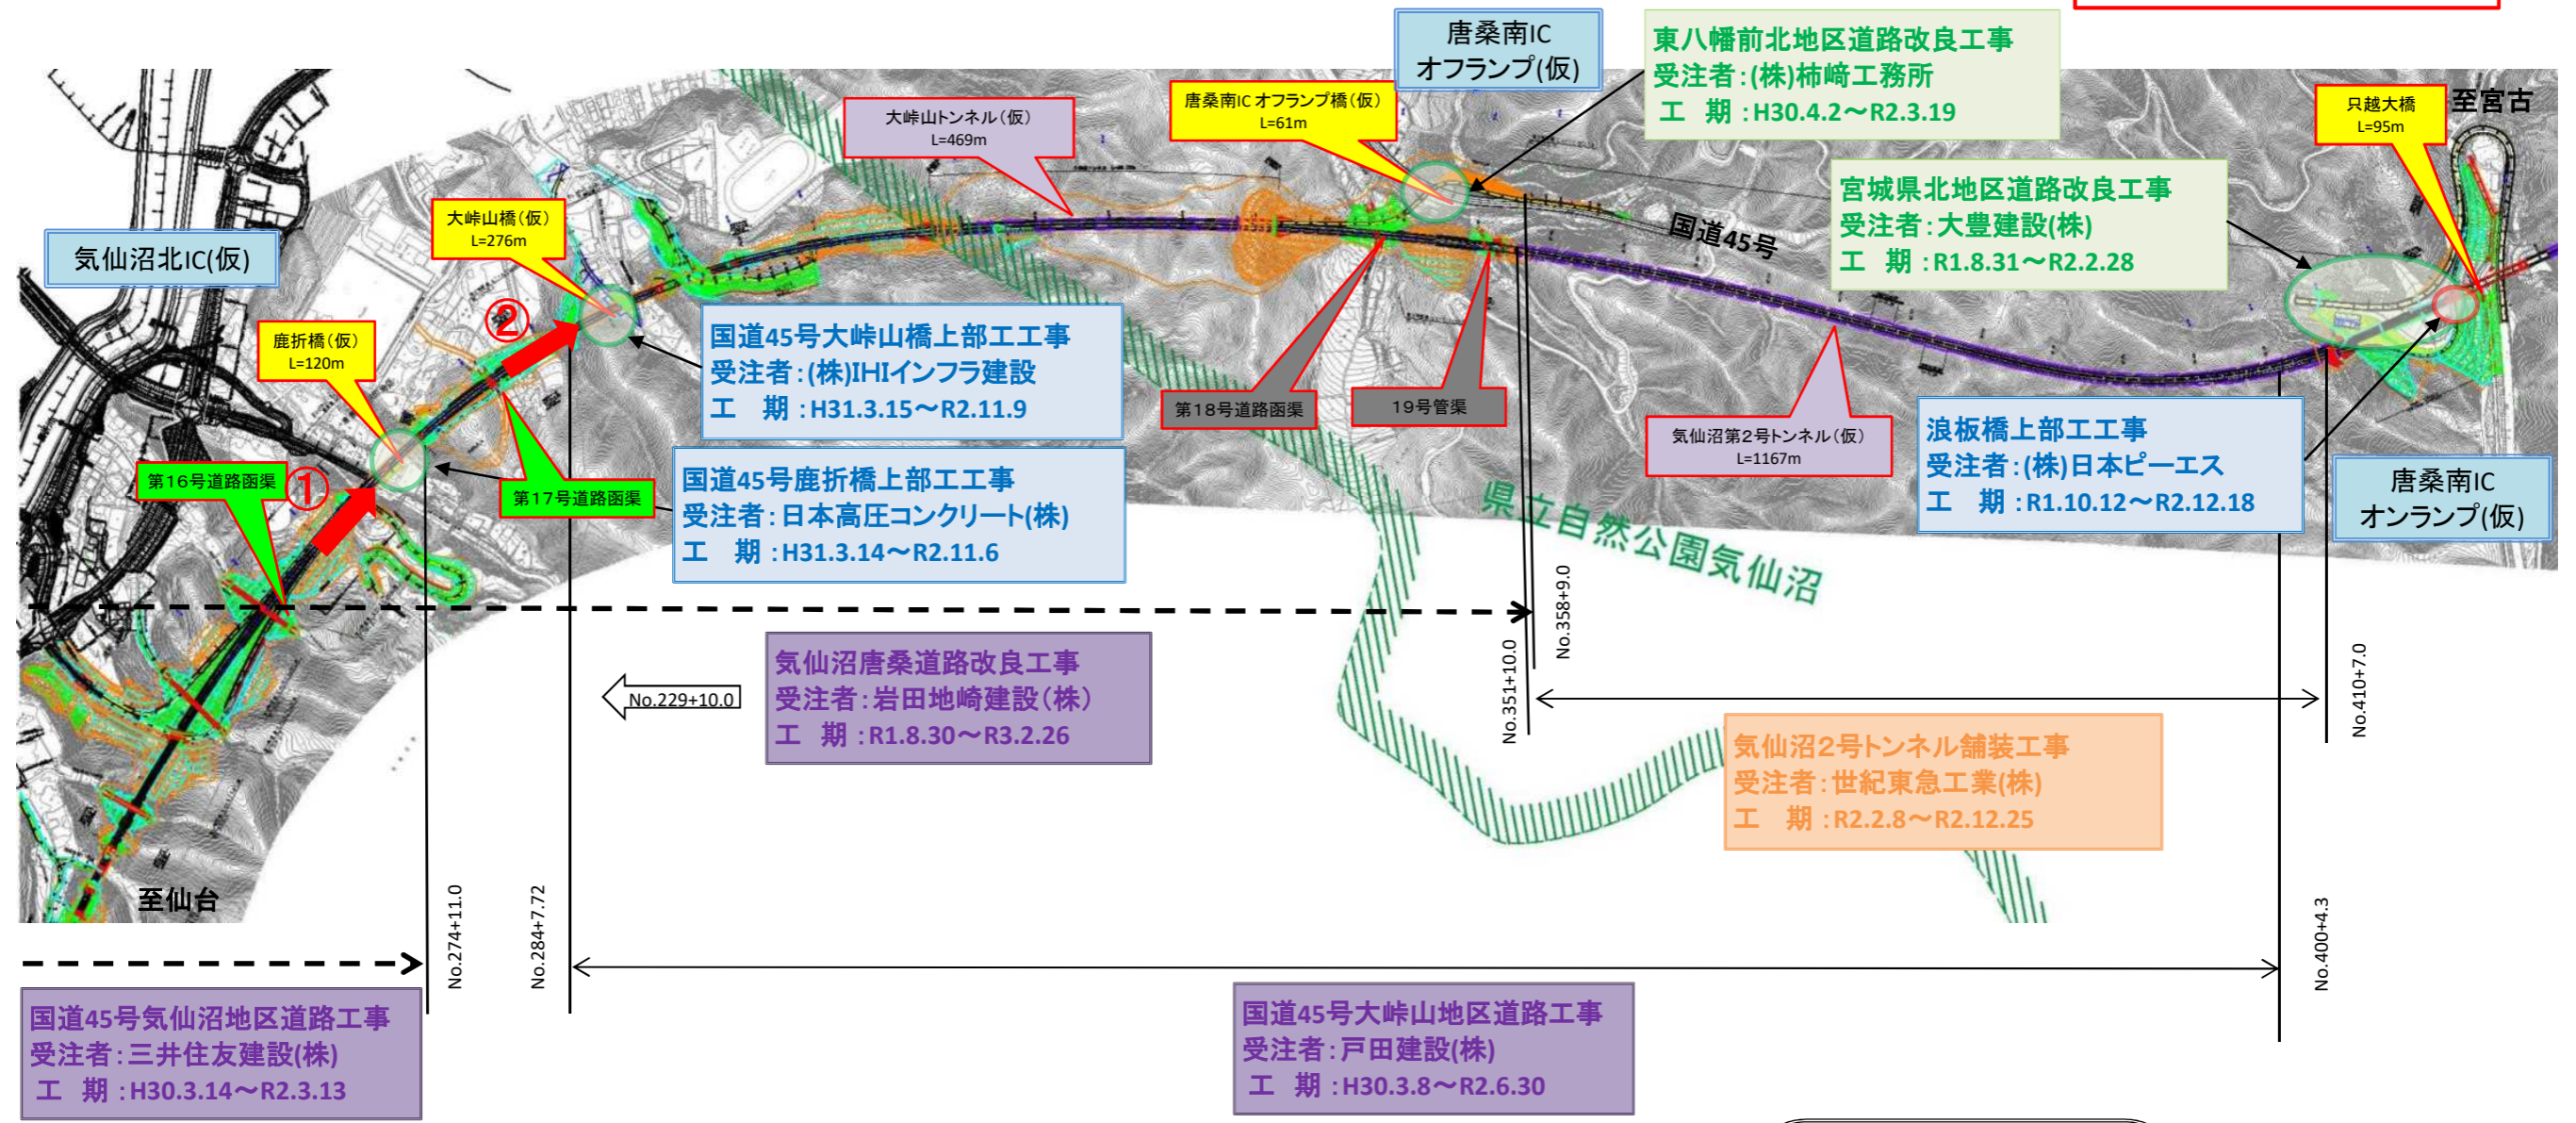 唐桑南IC
オフランプ(仮)
東八幡前北地区道路改良工事
受注者：(株)柿﨑工務所
工　期：H30.4.2～R2.3.19
唐桑南IC オフランプ橋(仮)
L=61m
大峠山トンネル(仮)
L=469m
只越大橋
L=95m
至宮古
宮城県北地区道路改良工事
受注者：大豊建設(株)
工　期：R1.8.31～R2.2.28
国道45号
大峠山橋(仮)
L=276m
気仙沼北IC(仮)
②
鹿折橋(仮)
L=120m
国道45号大峠山橋上部工工事
受注者：(株)IHIインフラ建設
工　期：H31.3.15～R2.11.9
第18号道路函渠
19号管渠
気仙沼第2号トンネル(仮)
L=1167m
浪板橋上部工工事
受注者：(株)日本ピーエス
工　期：R1.10.12～R2.12.18
唐桑南IC
オンランプ(仮)
第16号道路函渠
①
第17号道路函渠
国道45号鹿折橋上部工工事
受注者：日本高圧コンクリート(株)
工　期：H31.3.14～R2.11.6
県立自然公園気仙沼
No.358+9.0
No.351+10.0
No.410+7.0
気仙沼唐桑道路改良工事
受注者：岩田地崎建設（株）
工　期：R1.8.30～R3.2.26
No.229+10.0
気仙沼２号トンネル舗装工事
受注者：世紀東急工業(株)
工　期：R2.2.8～R2.12.25
至仙台
No.274+11.0
No.284+7.72
No.400+4.3
国道45号気仙沼地区道路工事
受注者：三井住友建設(株)
工　期：H30.3.14～R2.3.13
国道45号大峠山地区道路工事
受注者：戸田建設(株)
工　期：H30.3.8～R2.6.30